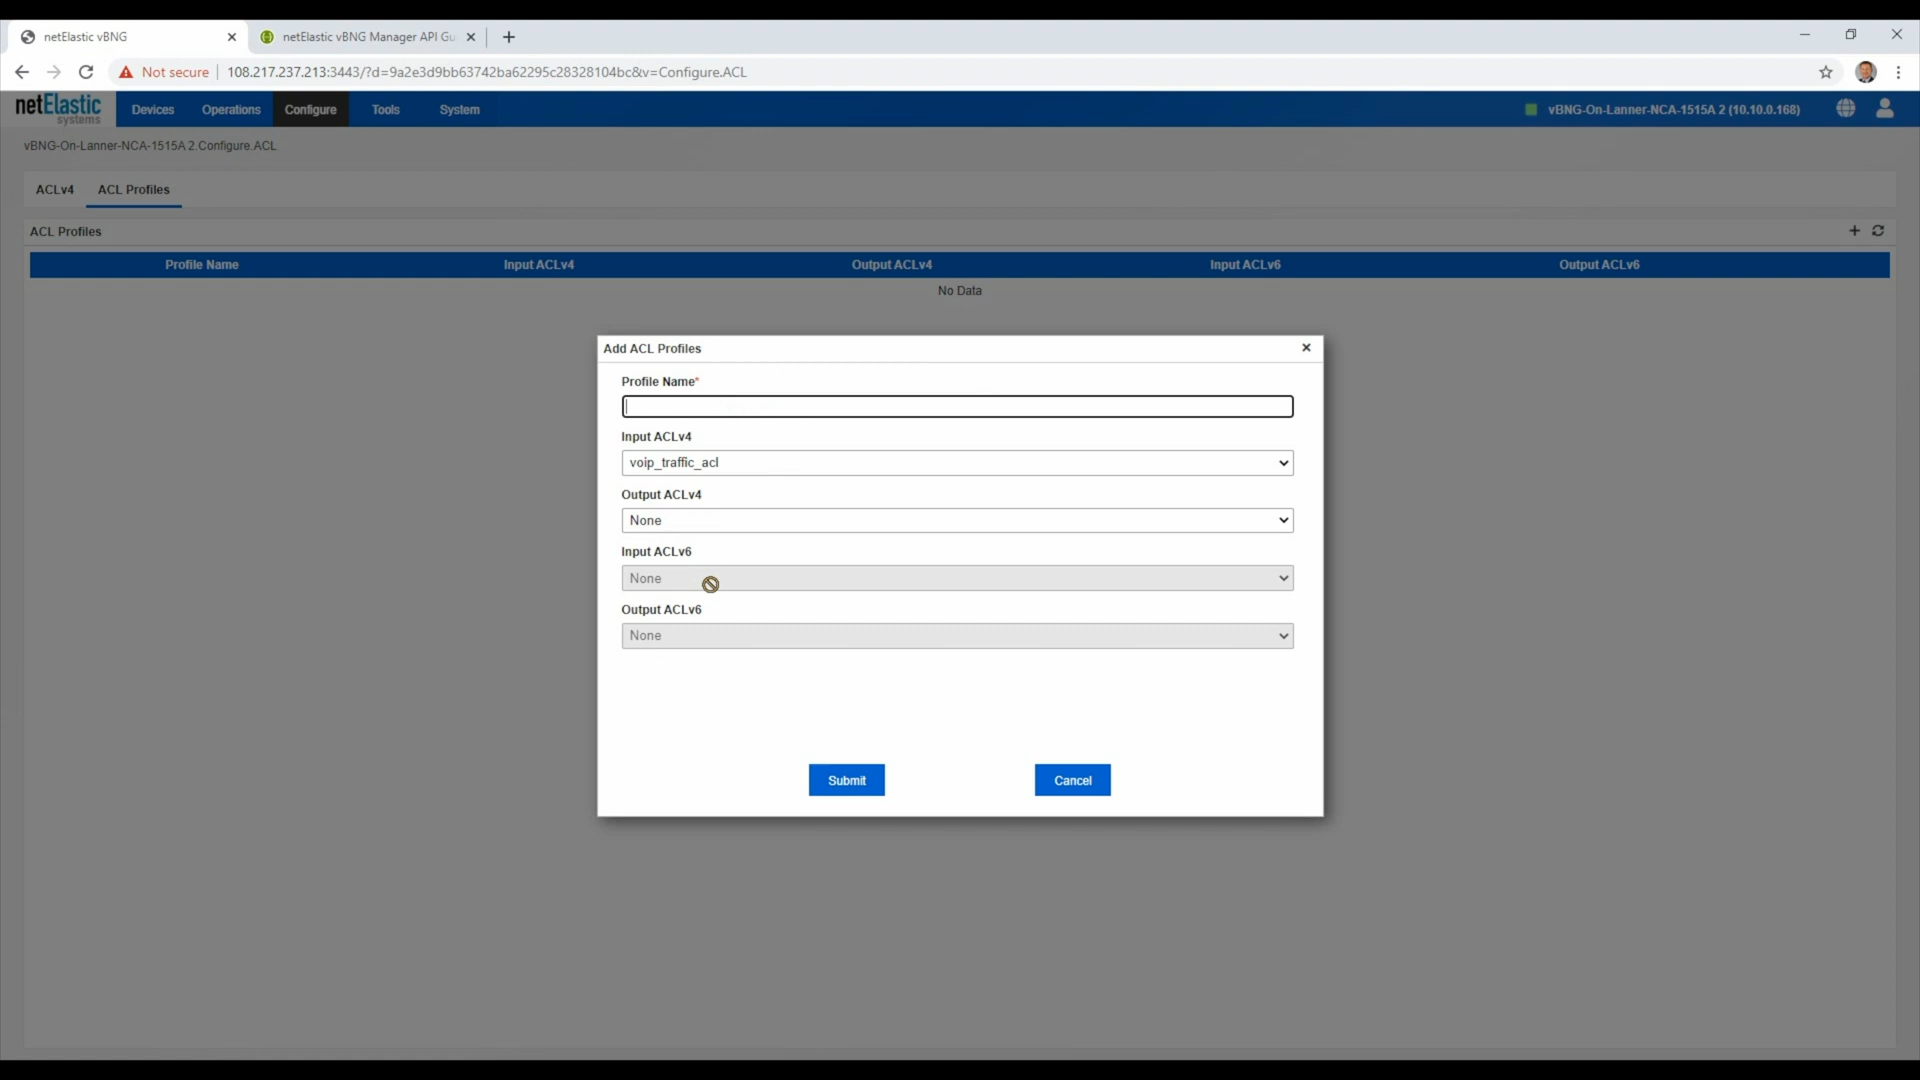 netElastic vBNG
netElastic vBNG Manager API Gu
Not secure
108.217.237.213:3443/?d=9a2e3d9bb63742ba62295c28328104bc&v=Configure.ACL
netElastic
systems
Devices
Operations
Configure
Tools
System
vBNG-On-Lanner-NCA-1515A 2 (10.10.0.168)
vBNG-On-Lanner-NCA-1515A 2.Configure.ACL
ACLv4
ACL Profiles
ACL Profiles
Profile Name
Input ACLv4
Output ACLv4
Input ACLv6
Output ACLv6
No Data
Add ACL Profiles
Profile Name*
Input ACLv4
voip_traffic_acl
Output ACLv4
None
Input ACLv6
None
Output ACLv6
None
Submit
Cancel